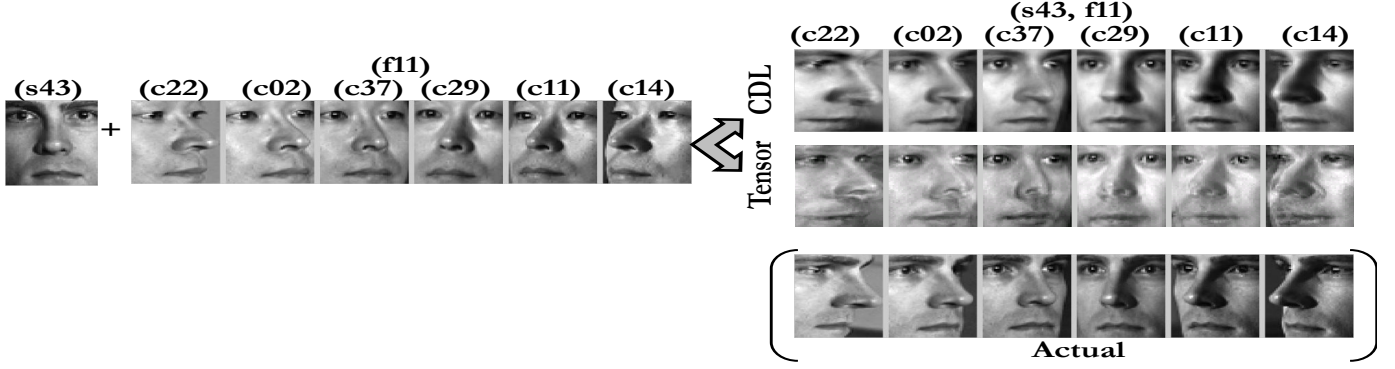 (s43)
+
(f11)
(c22) (c02) (c37) (c29) (c11) (c14)
(s43, f11)
(c22) (c02) (c37) (c29) (c11) (c14)
CDL
Tensor
Actual